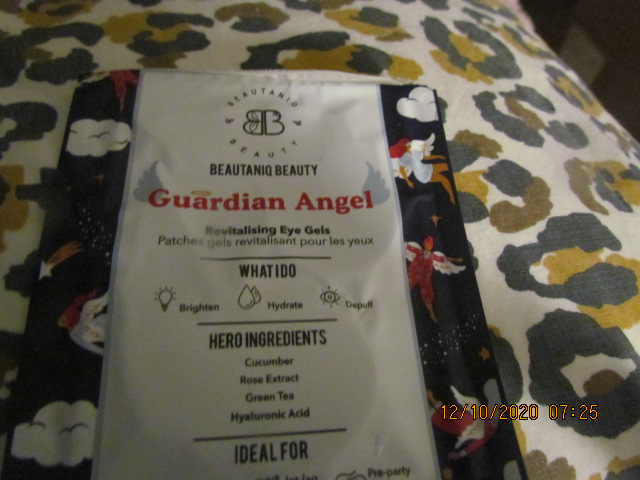 BEAUTANIQ
BEAUTY
BEAUTANIQ BEAUTY
Guardian Angel
Revitalising Eye Gels
Patches gels revitalisant pour les yeux
WHAT I DO
Brighten Hydrate Depuff
HERO INGREDIENTS
Cucumber
Rose Extract
Green Tea
Hyaluronic Acid
IDEAL FOR
Jet lag Pre-party
12/10/2020 07:25